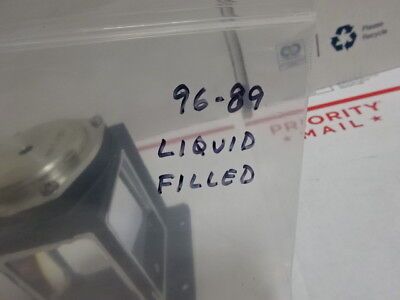 Please
Recycle
96-89
LIQUID
FILLED
PRIORITY
★ MAIL ★